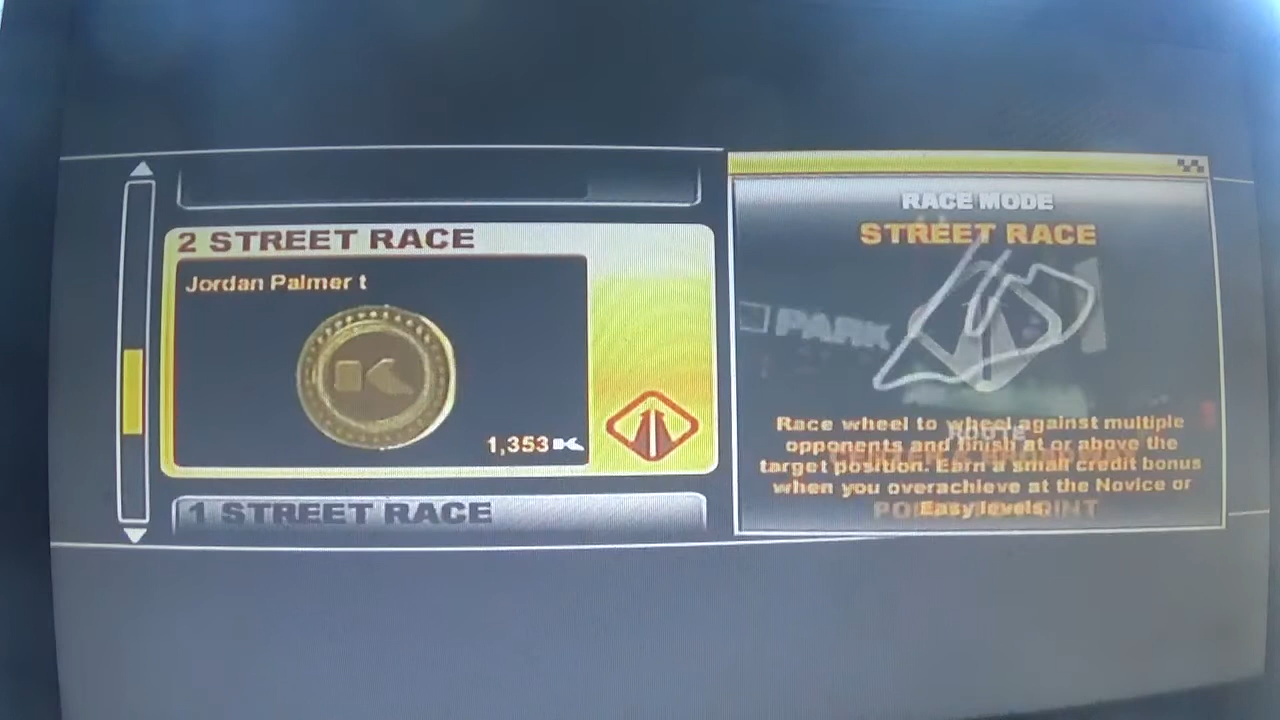 2 STREET RACE
Jordan Palmer t
K
1,353
1 STREET RACE
RACE MODE
STREET RACE
PARK
Race wheel to wheel against multiple
opponents and finish at or above the
ROUTE
target position. Earn a small credit bonus
when you overachieve at the Novice or
Easy levels.